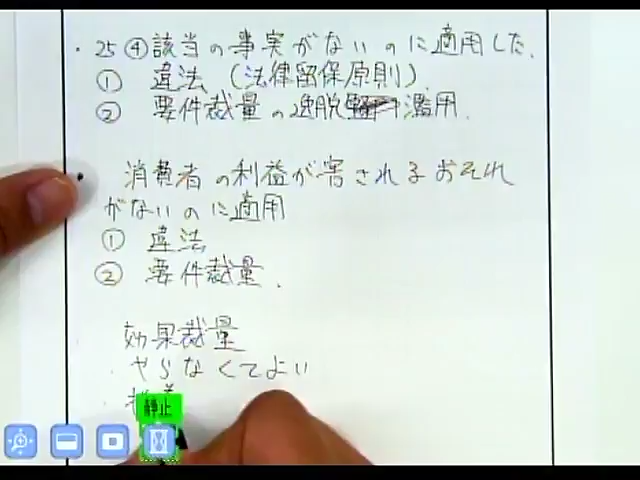 ・25④該当の事実がないのに適用した.
① 違法（法律留保原則）.
② 要件裁量の逸脱濫用.
・ 消費者の利益が害されるおそれ
がないのに適用
① 違法
② 要件裁量.
効果裁量
・やらなくてよい
静止